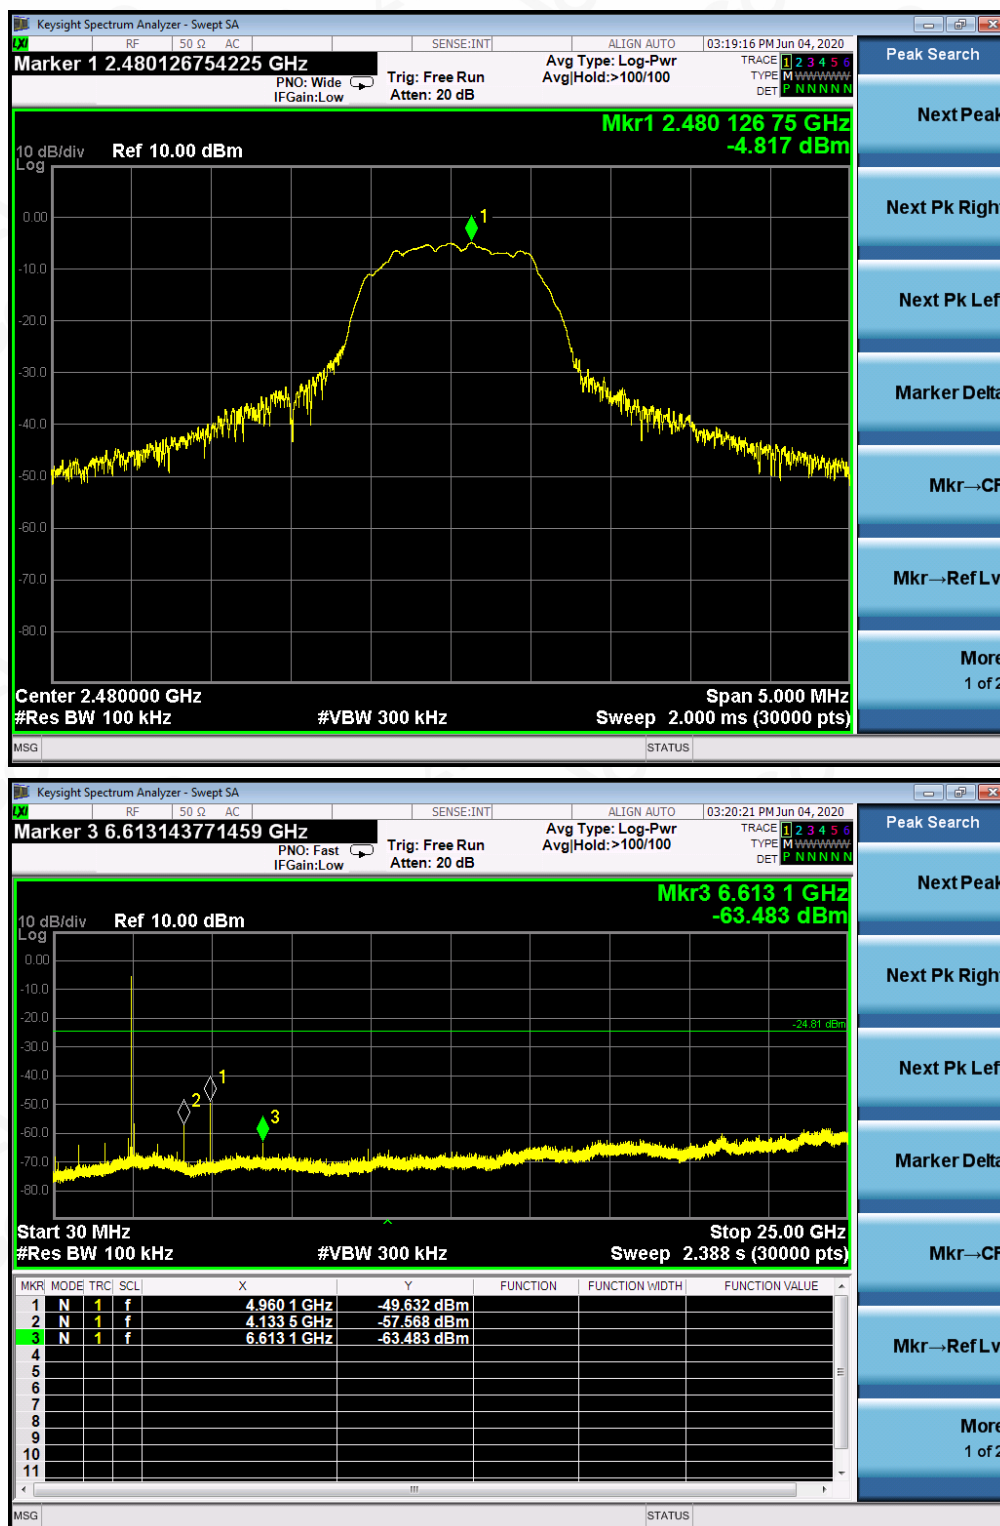 Keysight Spectrum Analyzer - Swept SA
LXI RF 50 Ω AC SENSE:INT ALIGN AUTO 03:19:16 PM Jun 04, 2020
Marker 1 2.480126754225 GHz
PNO: Wide
IFGain:Low
Trig: Free Run
Atten: 20 dB
Avg Type: Log-Pwr
Avg|Hold:>100/100
TRACE 1 2 3 4 5 6
TYPE M WWWWW
DET P N N N N N
Peak Search
Mkr1 2.480 126 75 GHz
-4.817 dBm
10 dB/div Ref 10.00 dBm
Log
0.00
-10.0
-20.0
-30.0
-40.0
-50.0
-60.0
-70.0
-80.0
1
Next Peak
Next Pk Right
Next Pk Left
Marker Delta
Mkr→CF
Mkr→Ref Lv
More
1 of 2
Center 2.480000 GHz Span 5.000 MHz
#Res BW 100 kHz #VBW 300 kHz Sweep 2.000 ms (30000 pts)
MSG STATUS
Keysight Spectrum Analyzer - Swept SA
LXI RF 50 Ω AC SENSE:INT ALIGN AUTO 03:20:21 PM Jun 04, 2020
Marker 3 6.613143771459 GHz
PNO: Fast
IFGain:Low
Trig: Free Run
Atten: 20 dB
Avg Type: Log-Pwr
Avg|Hold:>100/100
TRACE 1 2 3 4 5 6
TYPE M WWWWW
DET P N N N N N
Peak Search
Mkr3 6.613 1 GHz
-63.483 dBm
10 dB/div Ref 10.00 dBm
Log
0.00
-10.0
-20.0
-24.81 dBm
-30.0
-40.0
-50.0
-60.0
-70.0
-80.0
1
2
3
Next Peak
Next Pk Right
Next Pk Left
Marker Delta
Mkr→CF
Mkr→Ref Lv
More
1 of 2
Start 30 MHz Stop 25.00 GHz
#Res BW 100 kHz #VBW 300 kHz Sweep 2.388 s (30000 pts)
MKR MODE TRC SCL X Y FUNCTION FUNCTION WIDTH FUNCTION VALUE
1 N 1 f 4.960 1 GHz -49.632 dBm
2 N 1 f 4.133 5 GHz -57.568 dBm
3 N 1 f 6.613 1 GHz -63.483 dBm
4
5
6
7
8
9
10
11
MSG STATUS